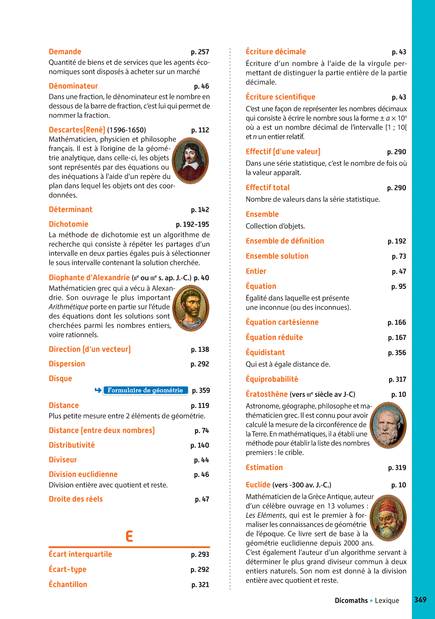 Demande p. 257
Quantité de biens et de services que les agents éco-
nomiques sont disposés à acheter sur un marché
Dénominateur p. 46
Dans une fraction, le dénominateur est le nombre en
dessous de la barre de fraction, c'est lui qui permet de
nommer la fraction.
Descartes[René] (1596-1650) p. 112
Mathématicien, physicien et philosophe
français. Il est à l'origine de la géomé-
trie analytique, dans celle-ci, les objets
sont représentés par des équations ou
des inéquations à l'aide d'un repère du
plan dans lequel les objets ont des coor-
données.
Déterminant p. 142
Dichotomie p. 192-195
La méthode de dichotomie est un algorithme de
recherche qui consiste à répéter les partages d'un
intervalle en deux parties égales puis à sélectionner
le sous intervalle contenant la solution cherchée.
Diophante d'Alexandrie (IIe ou IIIe s. ap. J.-C.) p. 40
Mathématicien grec qui a vécu à Alexan-
drie. Son ouvrage le plus important
Arithmétique porte en partie sur l'étude
des équations dont les solutions sont
cherchées parmi les nombres entiers,
voire rationnels.
Direction [d'un vecteur] p. 138
Dispersion p. 292
Disque
Formulaire de géométrie p. 359
Distance p. 119
Plus petite mesure entre 2 éléments de géométrie.
Distance [entre deux nombres] p. 74
Distributivité p. 140
Diviseur p. 44
Division euclidienne p. 46
Division entière avec quotient et reste.
Droite des réels p. 47
E
Écart interquartile p. 293
Écart-type p. 292
Échantillon p. 321
Écriture décimale p. 43
Écriture d'un nombre à l'aide de la virgule per-
mettant de distinguer la partie entière de la partie
décimale.
Écriture scientifique p. 43
C'est une façon de représenter les nombres décimaux
qui consiste à écrire le nombre sous la forme ± a × 10ⁿ
où a est un nombre décimal de l'intervalle [1 ; 10[
et n un entier relatif.
Effectif [d'une valeur] p. 290
Dans une série statistique, c'est le nombre de fois où
la valeur apparaît.
Effectif total p. 290
Nombre de valeurs dans la série statistique.
Ensemble
Collection d'objets.
Ensemble de définition p. 192
Ensemble solution p. 73
Entier p. 47
Équation p. 95
Égalité dans laquelle est présente
une inconnue (ou des inconnues).
Équation cartésienne p. 166
Équation réduite p. 167
Équidistant p. 356
Qui est à égale distance de.
Équiprobabilité p. 317
Ératosthène (vers IIe siècle av J-C) p. 10
Astronome, géographe, philosophe et ma-
thématicien grec. Il est connu pour avoir
calculé la mesure de la circonférence de
la Terre. En mathématiques, il a établi une
méthode pour établir la liste des nombres
premiers : le crible.
Estimation p. 319
Euclide (vers -300 av. J.-C.) p. 10
Mathématicien de la Grèce Antique, auteur
d'un célèbre ouvrage en 13 volumes ;
Les Eléments, qui est le premier à for-
maliser les connaissances de géométrie
de l'époque. Ce livre sert de base à la
géométrie euclidienne depuis 2000 ans.
C'est également l'auteur d'un algorithme servant à
déterminer le plus grand diviseur commun à deux
entiers naturels. Son nom est donné à la division
entière avec quotient et reste.
Dicomaths • Lexique 349